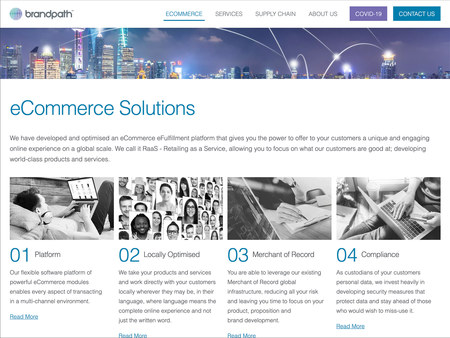 brandpath™
ECOMMERCE SERVICES SUPPLY CHAIN ABOUT US COVID-19 CONTACT US
eCommerce Solutions
We have developed and optimised an eCommerce eFulfillment platform that gives you the power to offer to your customers a unique and engaging
online experience on a global scale. We call it RaaS - Retailing as a Service, allowing you to focus on what our customers are good at; developing
world-class products and services.
01 Platform
Our flexible software platform of
powerful eCommerce modules
enables every aspect of transacting
in a multi-channel environment.
Read More
02 Locally Optimised
We take your products and services
and work directly with your customers
locally wherever they may be, in their
language, where language means the
complete online experience and not
just the written word.
Read More
03 Merchant of Record
You are able to leverage our existing
Merchant of Record global
infrastructure, reducing all your risk
and leaving you time to focus on your
product, proposition and
brand development.
Read More
04 Compliance
As custodians of your customers
personal data, we invest heavily in
developing security measures that
protect data and stay ahead of those
who would wish to miss-use it.
Read More